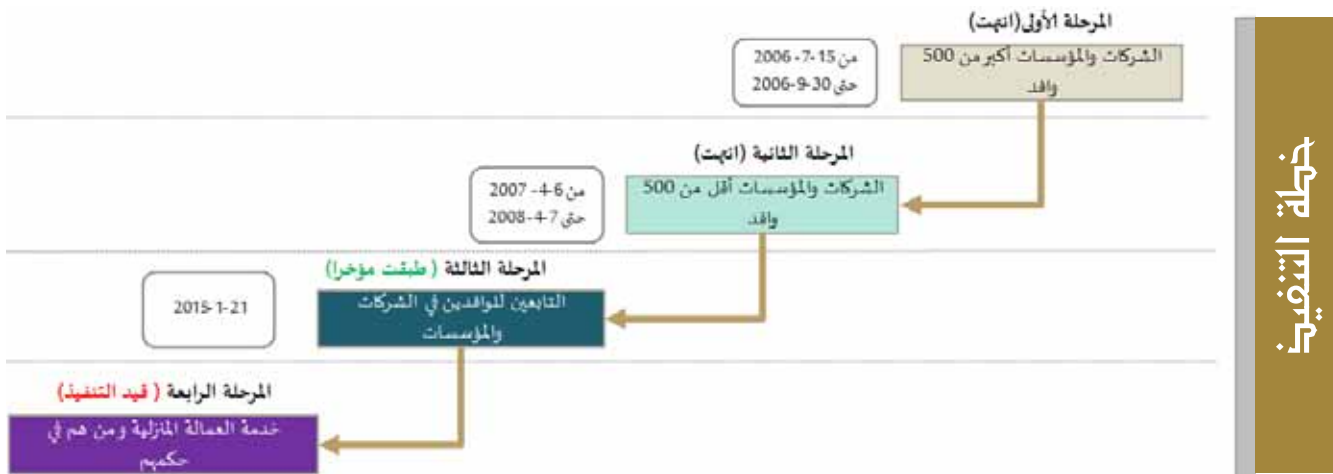 خطة التنفيذ
المرحلة الأولى(انتهت)
الشركات والمؤسسات أكبر من 500
وافد
من 15-7-2006
حتى 30-9-2006
المرحلة الثانية (انتهت)
الشركات والمؤسسات أقل من 500
وافد
من 6-4-2007
حتى 7-4-2008
المرحلة الثالثة (طبقت مؤخرا)
التابعين للوافدين في الشركات
والمؤسسات
21-1-2015
المرحلة الرابعة (قيد التنفيذ)
خدمة العمالة المنزلية ومن هم في
حكمهم